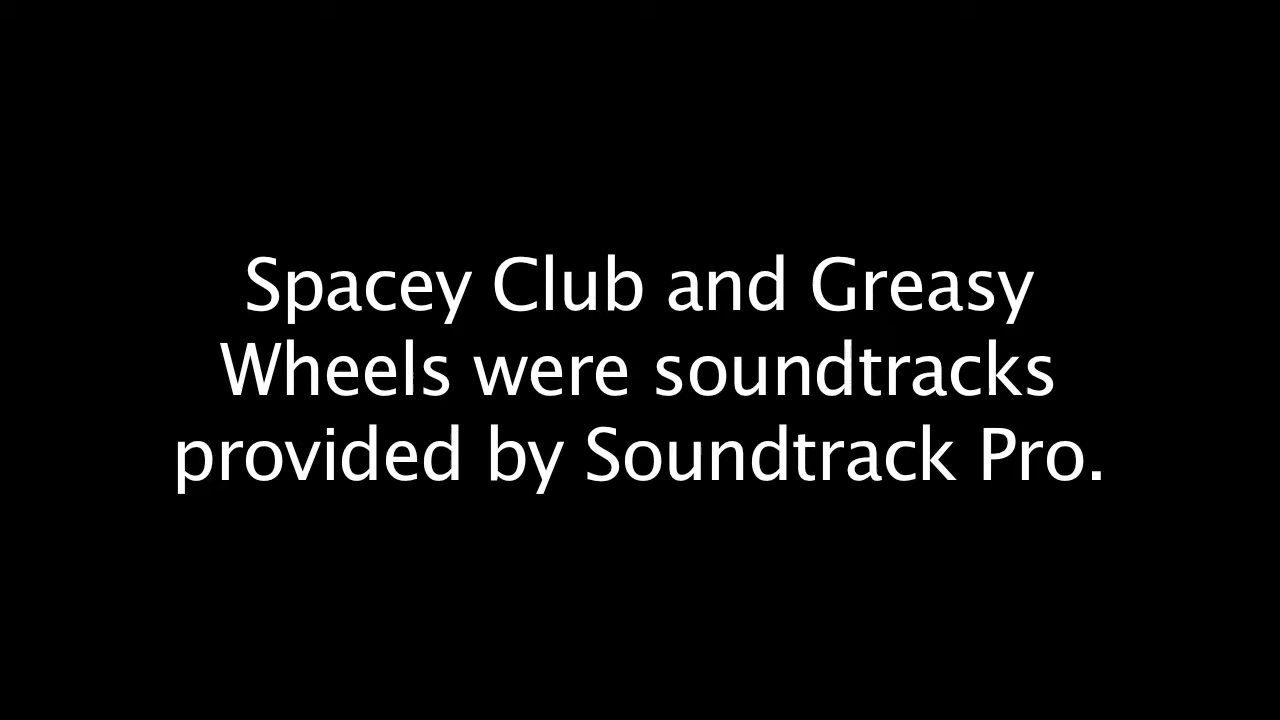 Spacey Club and Greasy
Wheels were soundtracks
provided by Soundtrack Pro.